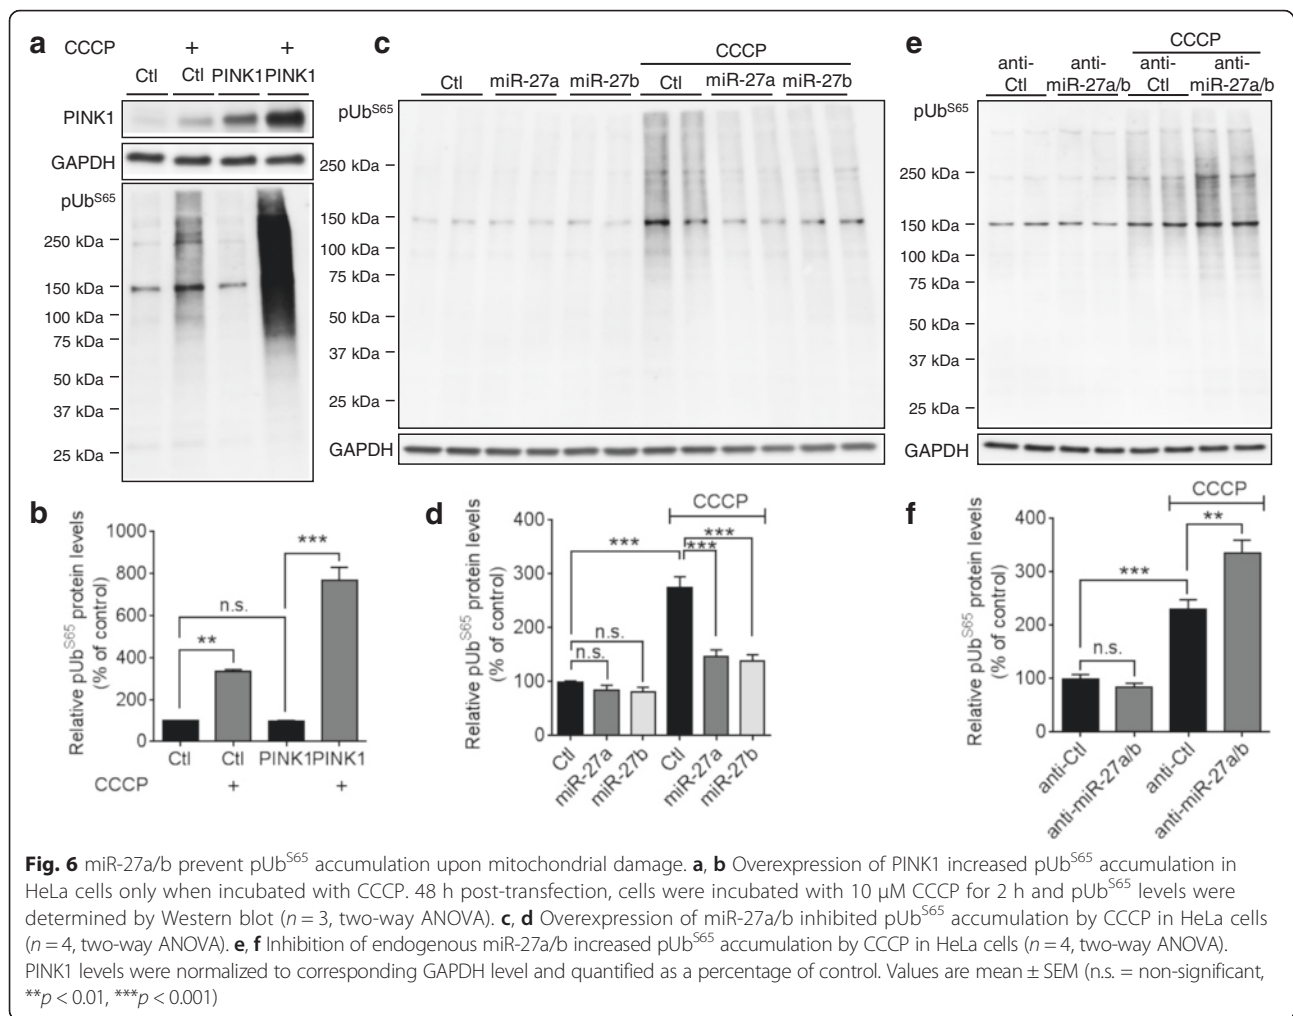 a
CCCP + +
Ctl Ctl PINK1 PINK1
PINK1
GAPDH
pUbS65
250 kDa
150 kDa
100 kDa
75 kDa
50 kDa
37 kDa
25 kDa
c
CCCP
Ctl miR-27a miR-27b Ctl miR-27a miR-27b
pUbS65
250 kDa
150 kDa
100 kDa
75 kDa
50 kDa
37 kDa
25 kDa
GAPDH
e
CCCP
anti- anti- anti- anti-
Ctl miR-27a/b Ctl miR-27a/b
pUbS65
250 kDa
150 kDa
100 kDa
75 kDa
50 kDa
37 kDa
25 kDa
GAPDH
b
Relative pUbS65 protein levels
(% of control)
1000
800
600
400
200
0
***
n.s.
**
Ctl Ctl PINK1PINK1
CCCP + +
d
Relative pUbS65 protein levels
(% of control)
400
300
200
100
0
CCCP
***
***
***
n.s.
n.s.
Ctl
miR-27a
miR-27b
Ctl
miR-27a
miR-27b
f
Relative pUbS65 protein levels
(% of control)
400
300
200
100
0
CCCP
**
***
n.s.
anti-Ctl
anti-miR-27a/b
anti-Ctl
anti-miR-27a/b
Fig. 6 miR-27a/b prevent pUbS65 accumulation upon mitochondrial damage. a, b Overexpression of PINK1 increased pUbS65 accumulation in
HeLa cells only when incubated with CCCP. 48 h post-transfection, cells were incubated with 10 µM CCCP for 2 h and pUbS65 levels were
determined by Western blot (n = 3, two-way ANOVA). c, d Overexpression of miR-27a/b inhibited pUbS65 accumulation by CCCP in HeLa cells
(n = 4, two-way ANOVA). e, f Inhibition of endogenous miR-27a/b increased pUbS65 accumulation by CCCP in HeLa cells (n = 4, two-way ANOVA).
PINK1 levels were normalized to corresponding GAPDH level and quantified as a percentage of control. Values are mean ± SEM (n.s. = non-significant,
**p < 0.01, ***p < 0.001)